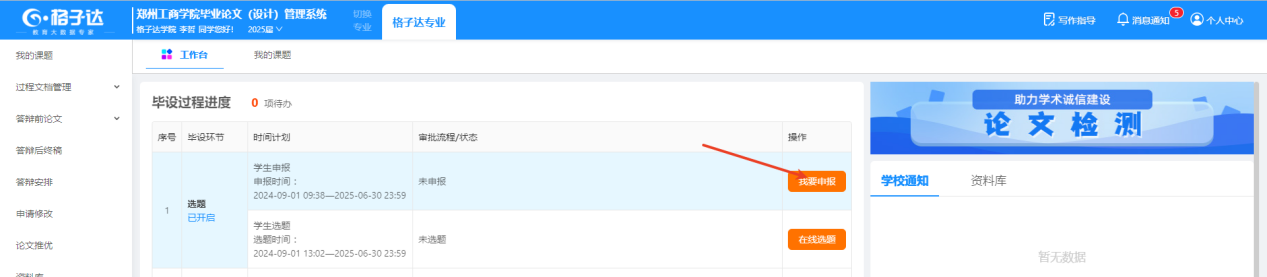 格子达
教育大数据专家
郑州工商学院毕业论文（设计）管理系统
格子达学院 李哲 同学您好! 2025届
切换专业
格子达专业
写作指导
消息通知 5
个人中心
我的课题
过程文档管理
答辩前论文
答辩后终稿
答辩安排
申请修改
论文推优
资料库
工作台 我的课题
毕设过程进度 0 项待办
序号 毕设环节 时间计划 审批流程/状态 操作
1
选题
已开启
学生申报
申报时间：
2024-09-01 09:38—2025-06-30 23:59
未申报
我要申报
学生选题
选题时间：
2024-09-01 13:02—2025-06-30 23:59
未选题
在线选题
助力学术诚信建设
论文检测
学校通知 资料库
暂无数据